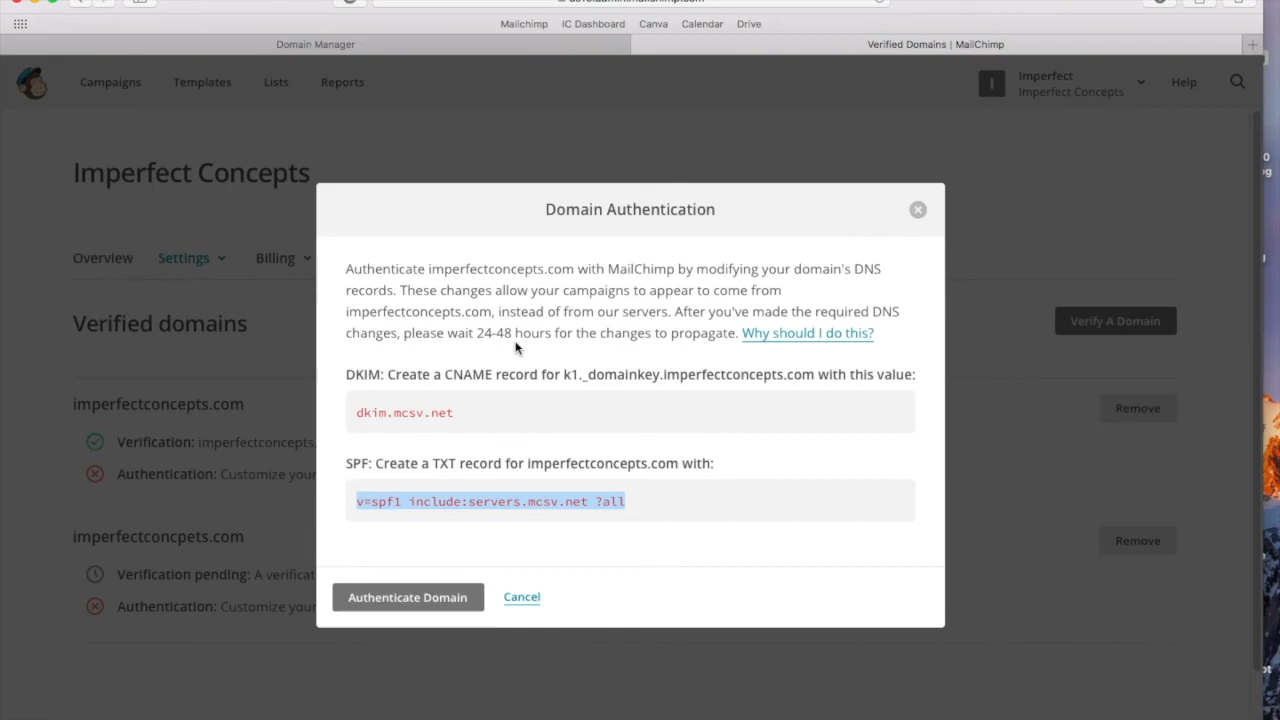 Mailchimp IC Dashboard Canva Calendar Drive
Domain Manager Verified Domains | MailChimp
Campaigns Templates Lists Reports
I Imperfect Help
Imperfect Concepts
Imperfect Concepts
Overview Settings Billing
Verified domains
Verify A Domain
imperfectconcepts.com
Remove
Verification: imperfectconcepts.
Authentication: Customize your
imperfectconcpets.com
Remove
Verification pending: A verificat
Authentication: Customize your
Domain Authentication
Authenticate imperfectconcepts.com with MailChimp by modifying your domain's DNS
records. These changes allow your campaigns to appear to come from
imperfectconcepts.com, instead of from our servers. After you've made the required DNS
changes, please wait 24-48 hours for the changes to propagate. Why should I do this?
DKIM: Create a CNAME record for k1._domainkey.imperfectconcepts.com with this value:
dkim.mcsv.net
SPF: Create a TXT record for imperfectconcepts.com with:
v=spf1 include:servers.mcsv.net ?all
Authenticate Domain Cancel